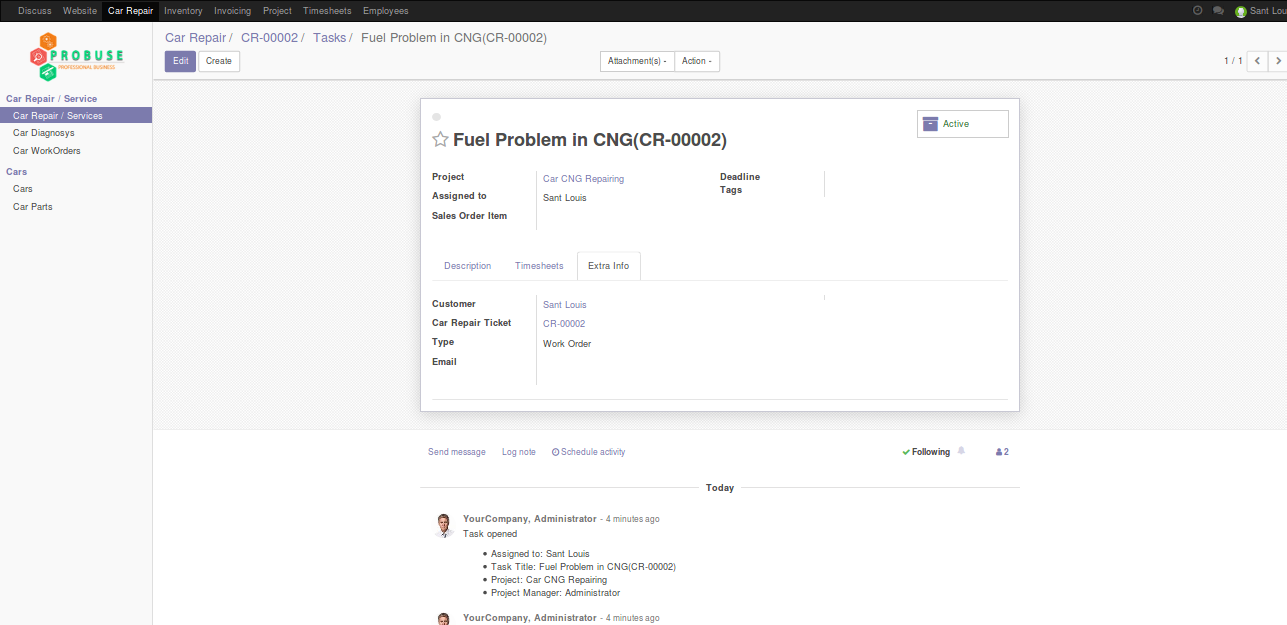 Discuss Website Car Repair Inventory Invoicing Project Timesheets Employees Sant Lou
PROBUSE
PROFESSIONAL BUSINESS
Car Repair / CR-00002 / Tasks / Fuel Problem in CNG(CR-00002)
Edit Create Attachment(s) Action 1 / 1
Car Repair / Service
Car Repair / Services
Car Diagnosys
Car WorkOrders
Cars
Cars
Car Parts
Active
Fuel Problem in CNG(CR-00002)
Project Car CNG Repairing Deadline
Assigned to Sant Louis Tags
Sales Order Item
Description Timesheets Extra Info
Customer Sant Louis
Car Repair Ticket CR-00002
Type Work Order
Email
Send message Log note Schedule activity Following 2
Today
YourCompany, Administrator - 4 minutes ago
Task opened
• Assigned to: Sant Louis
• Task Title: Fuel Problem in CNG(CR-00002)
• Project: Car CNG Repairing
• Project Manager: Administrator
YourCompany, Administrator - 4 minutes ago